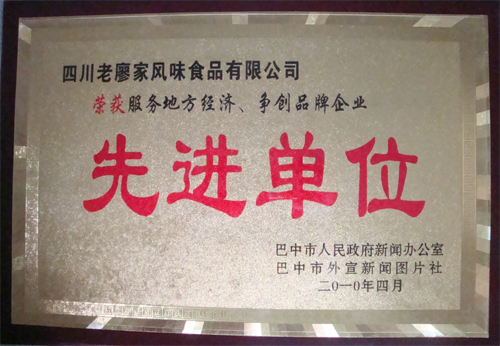 四川老廖家风味食品有限公司
荣获服务地方经济、争创品牌企业
先进单位
巴中市人民政府新闻办公室
巴中市外宣新闻图片社
二〇一〇年四月